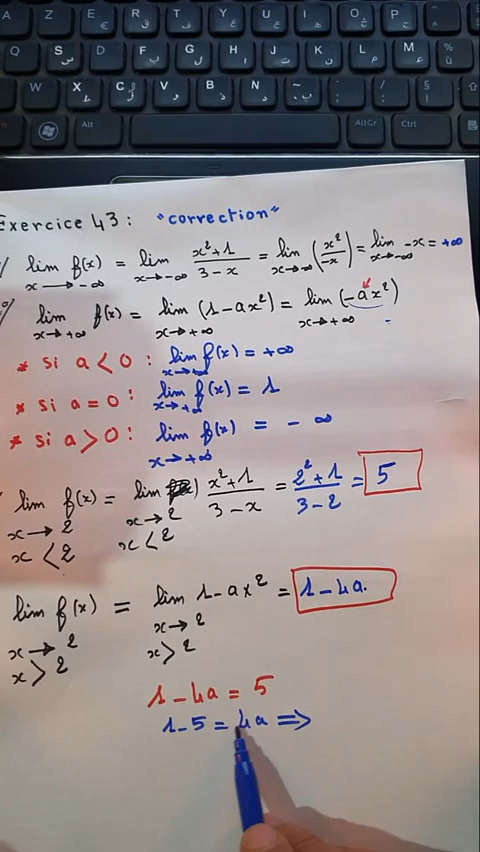 A Z E R T Y U I O P
Q S D F G H J K L M %
W X C V B N
Alt AltGr Ctrl
Exercice 43 : "correction"
lim f(x) = lim x²+1 / 3-x = lim (x²/-x) = lim -x = +∞
x→-∞ x→-∞ x→-∞ x→-∞
lim f(x) = lim (1-ax²) = lim (-ax²)
x→+∞ x→+∞ x→+∞
* si a < 0 : lim f(x) = +∞
x→+∞
* si a = 0 : lim f(x) = 1
x→+∞
* si a > 0 : lim f(x) = -∞
x→+∞
lim f(x) = lim x²+1 / 3-x = 2²+1 / 3-2 = 5
x→2 x→2
x<2 x<2
lim f(x) = lim 1-ax² = 1-4a.
x→2 x→2
x>2 x>2
1-4a = 5
1-5 = 4a ⇒